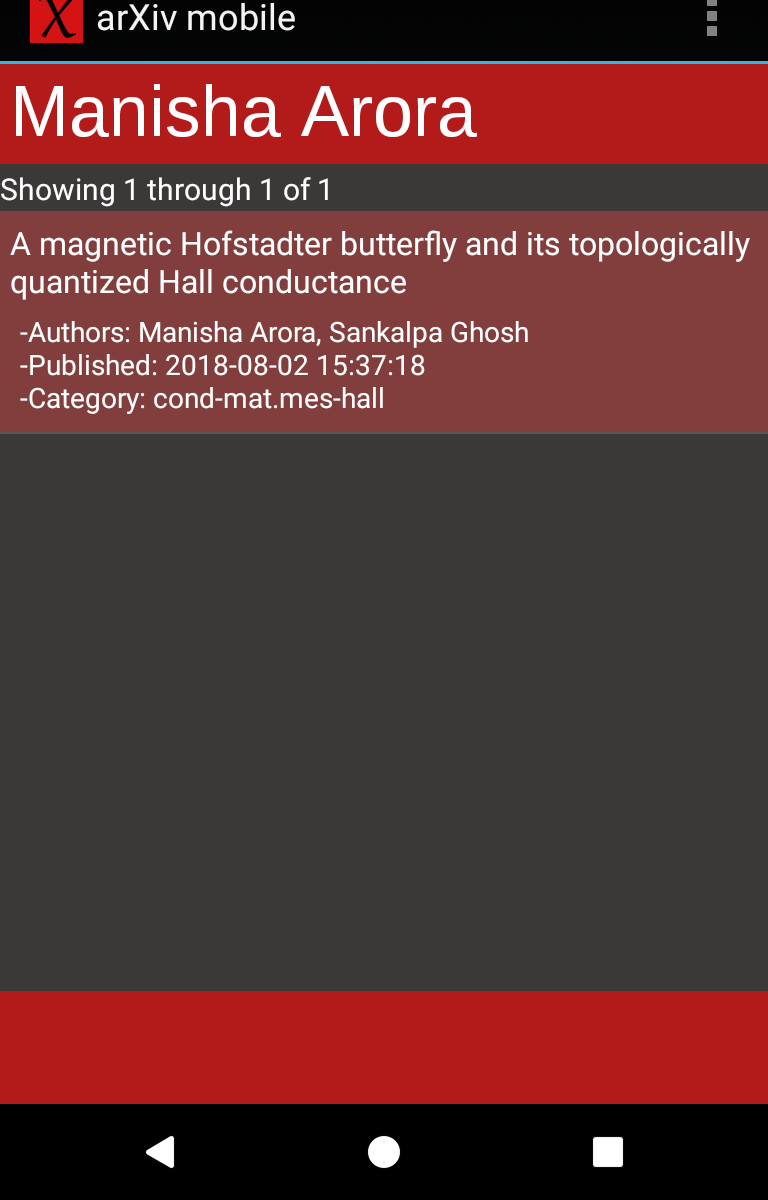 X arXiv mobile
Manisha Arora
Showing 1 through 1 of 1
A magnetic Hofstadter butterfly and its topologically
quantized Hall conductance
-Authors: Manisha Arora, Sankalpa Ghosh
-Published: 2018-08-02 15:37:18
-Category: cond-mat.mes-hall